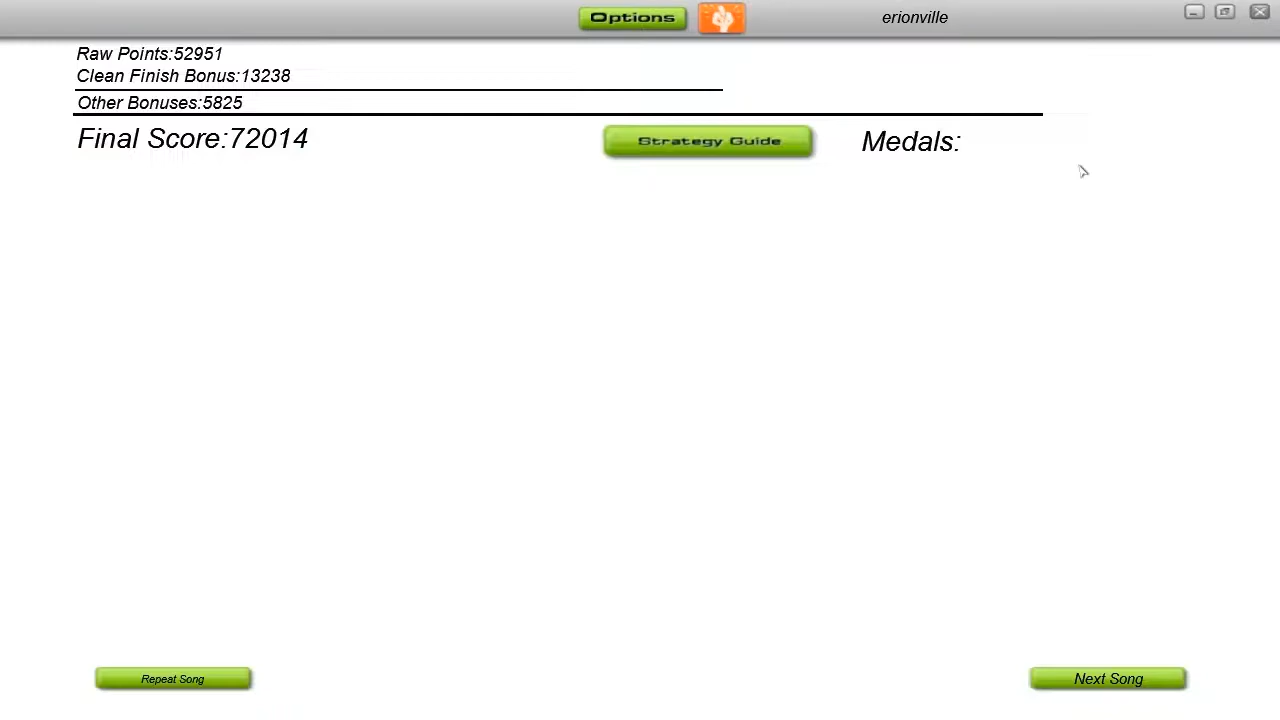 Options
erionville
Raw Points:52951
Clean Finish Bonus:13238
Other Bonuses:5825
Final Score:72014
Strategy Guide
Medals:
Repeat Song
Next Song